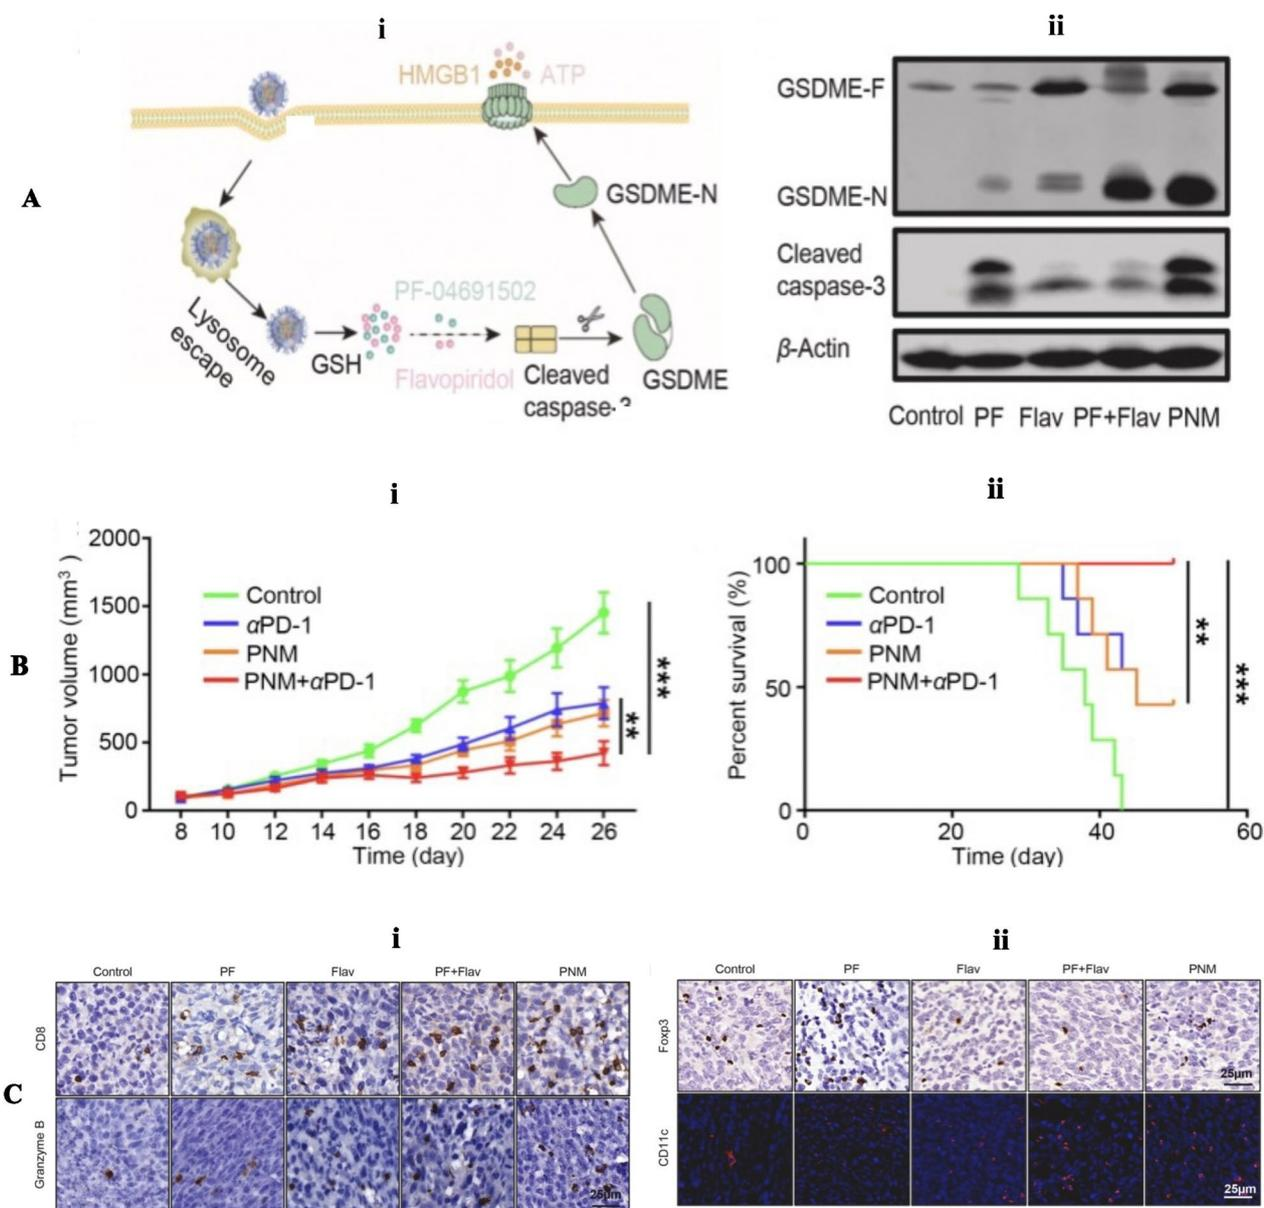 i
ii
A
HMGB1
ATP
GSDME-N
PF-04691502
Lysosome
escape
GSH
Flavopiridol
Cleaved
caspase-
GSDME
GSDME-F
GSDME-N
Cleaved
caspase-3
β-Actin
Control PF Flav PF+Flav PNM
i
ii
B
Tumor volume (mm³)
2000
1500
1000
500
0
Control
αPD-1
PNM
PNM+αPD-1
***
**
8 10 12 14 16 18 20 22 24 26
Time (day)
Percent survival (%)
100
50
0
Control
αPD-1
PNM
PNM+αPD-1
**
***
0 20 40 60
Time (day)
i
ii
C
Control PF Flav PF+Flav PNM
CD8
Granzyme B
25μm
Control PF Flav PF+Flav PNM
Foxp3
25μm
CD11c
25μm